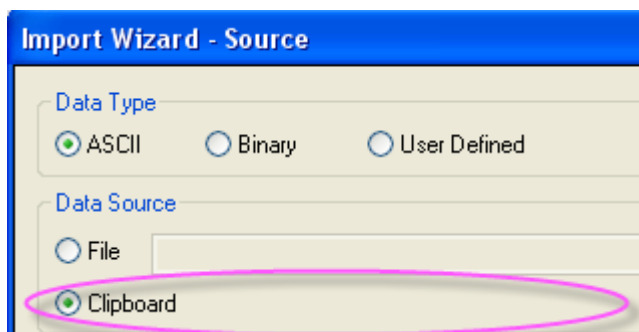 Import Wizard - Source
Data Type
ASCII Binary User Defined
Data Source
File
Clipboard